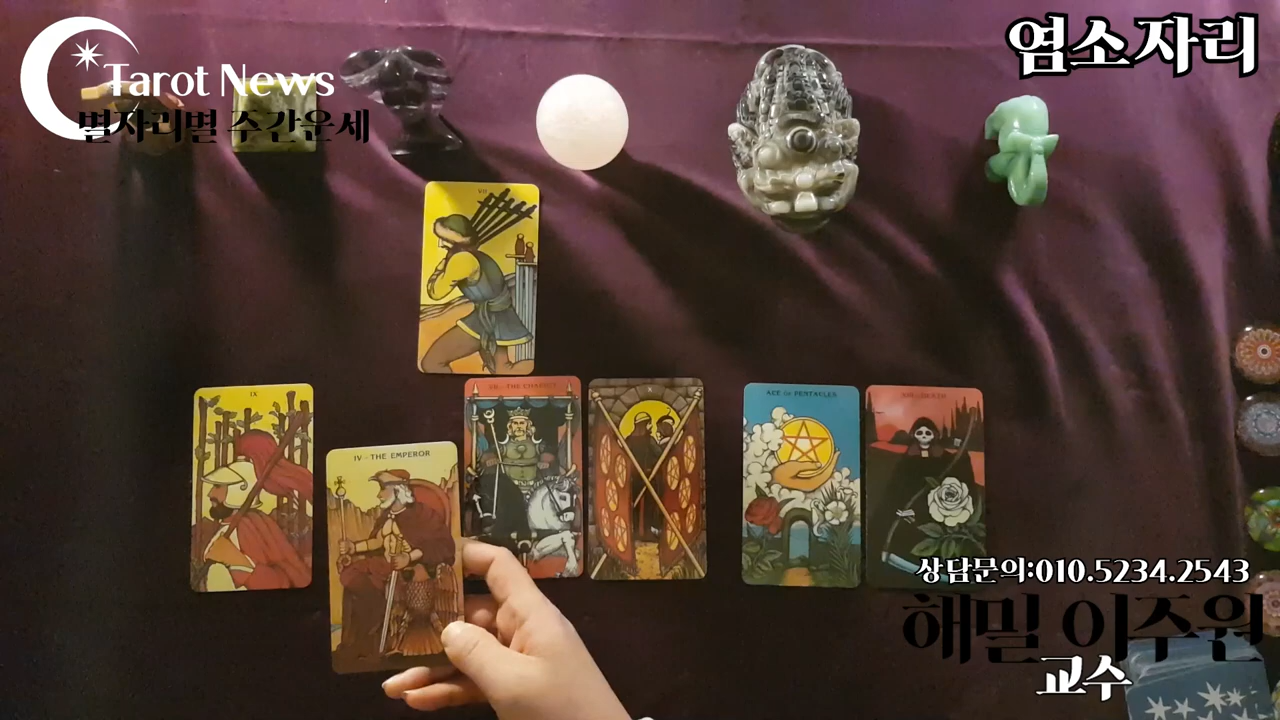 Tarot News
별자리별 주간운세
염소자리
VII
IX
IV · THE EMPEROR
VII · THE CHARIOT
X
ACE OF PENTACLES
XIII · DEATH
상담문의:010.5234.2543
해밀 이주원
교수